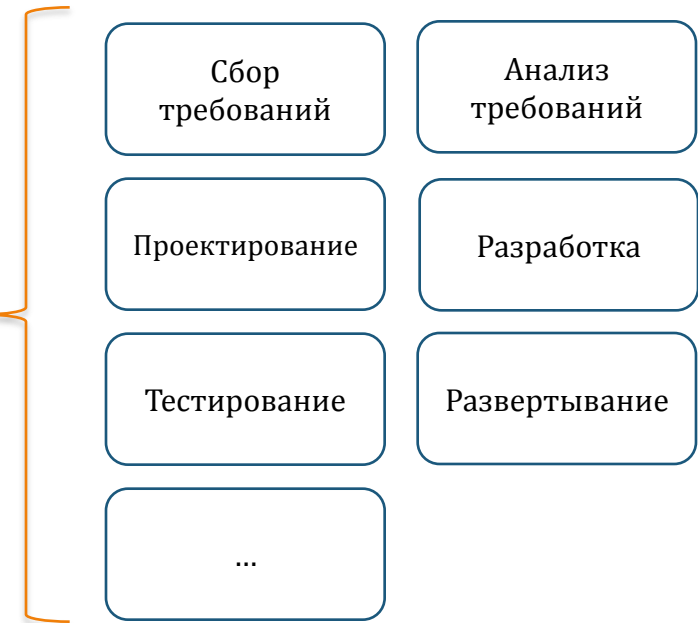 Сбор
требований
Анализ
требований
Проектирование
Разработка
Тестирование
Развертывание
...